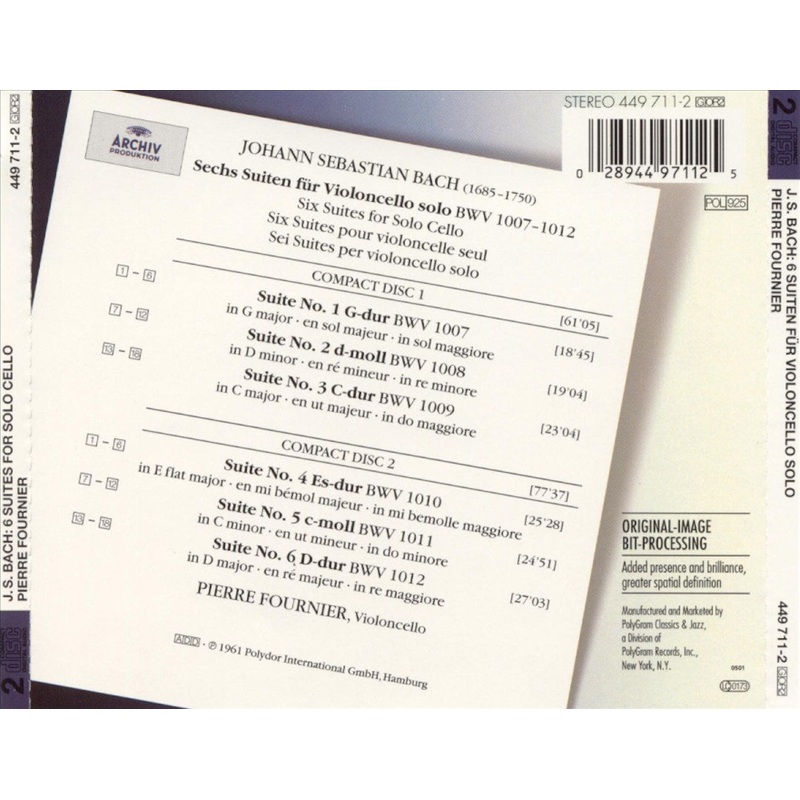 2 disc
449 711-2 GOR2
J.S. BACH: 6 SUITES FOR SOLO CELLO
PIERRE FOURNIER
ARCHIV
PRODUKTION
JOHANN SEBASTIAN BACH (1685–1750)
Sechs Suiten für Violoncello solo BWV 1007–1012
Six Suites for Solo Cello
Six Suites pour violoncelle seul
Sei Suites per violoncello solo
COMPACT DISC 1
[61'05]
1 – 6
Suite No. 1 G-dur BWV 1007
in G major · en sol majeur · in sol maggiore
[18'45]
7 – 12
Suite No. 2 d-moll BWV 1008
in D minor · en ré mineur · in re minore
[19'04]
13 – 18
Suite No. 3 C-dur BWV 1009
in C major · en ut majeur · in do maggiore
[23'04]
COMPACT DISC 2
[77'37]
1 – 6
Suite No. 4 Es-dur BWV 1010
in E flat major · en mi bémol majeur · in mi bemolle maggiore
[25'28]
7 – 12
Suite No. 5 c-moll BWV 1011
in C minor · en ut mineur · in do minore
[24'51]
13 – 18
Suite No. 6 D-dur BWV 1012
in D major · en ré majeur · in re maggiore
[27'03]
PIERRE FOURNIER, Violoncello
ADD · ℗ 1961 Polydor International GmbH, Hamburg
STEREO 449 711-2 GOR2
0 28944 97112 5
POL 925
ORIGINAL-IMAGE
BIT-PROCESSING
Added presence and brilliance,
greater spatial definition
Manufactured and Marketed by
PolyGram Classics & Jazz,
a Division of
PolyGram Records, Inc.,
New York, N.Y.
0501
LC 0173
2 disc
J.S. BACH: 6 SUITEN FÜR VIOLONCELLO SOLO
PIERRE FOURNIER
449 711-2 GOR2